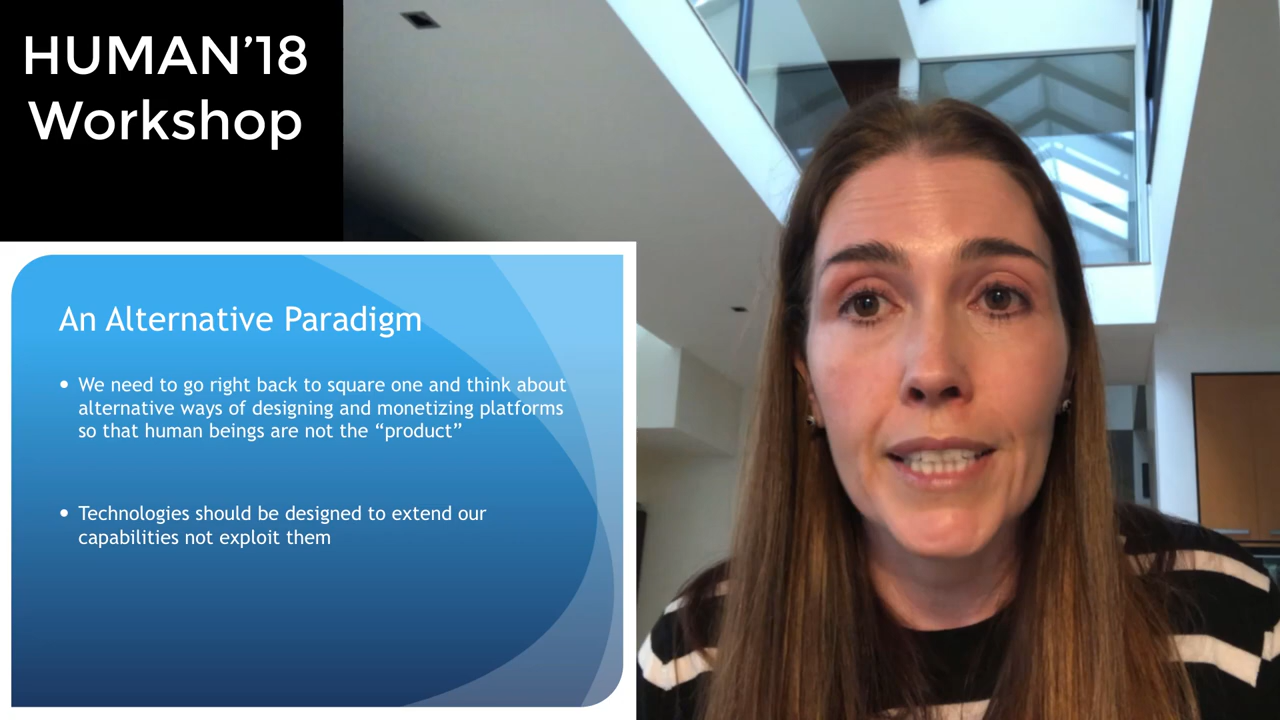 HUMAN’18
Workshop
An Alternative Paradigm
• We need to go right back to square one and think about
alternative ways of designing and monetizing platforms
so that human beings are not the “product”
• Technologies should be designed to extend our
capabilities not exploit them